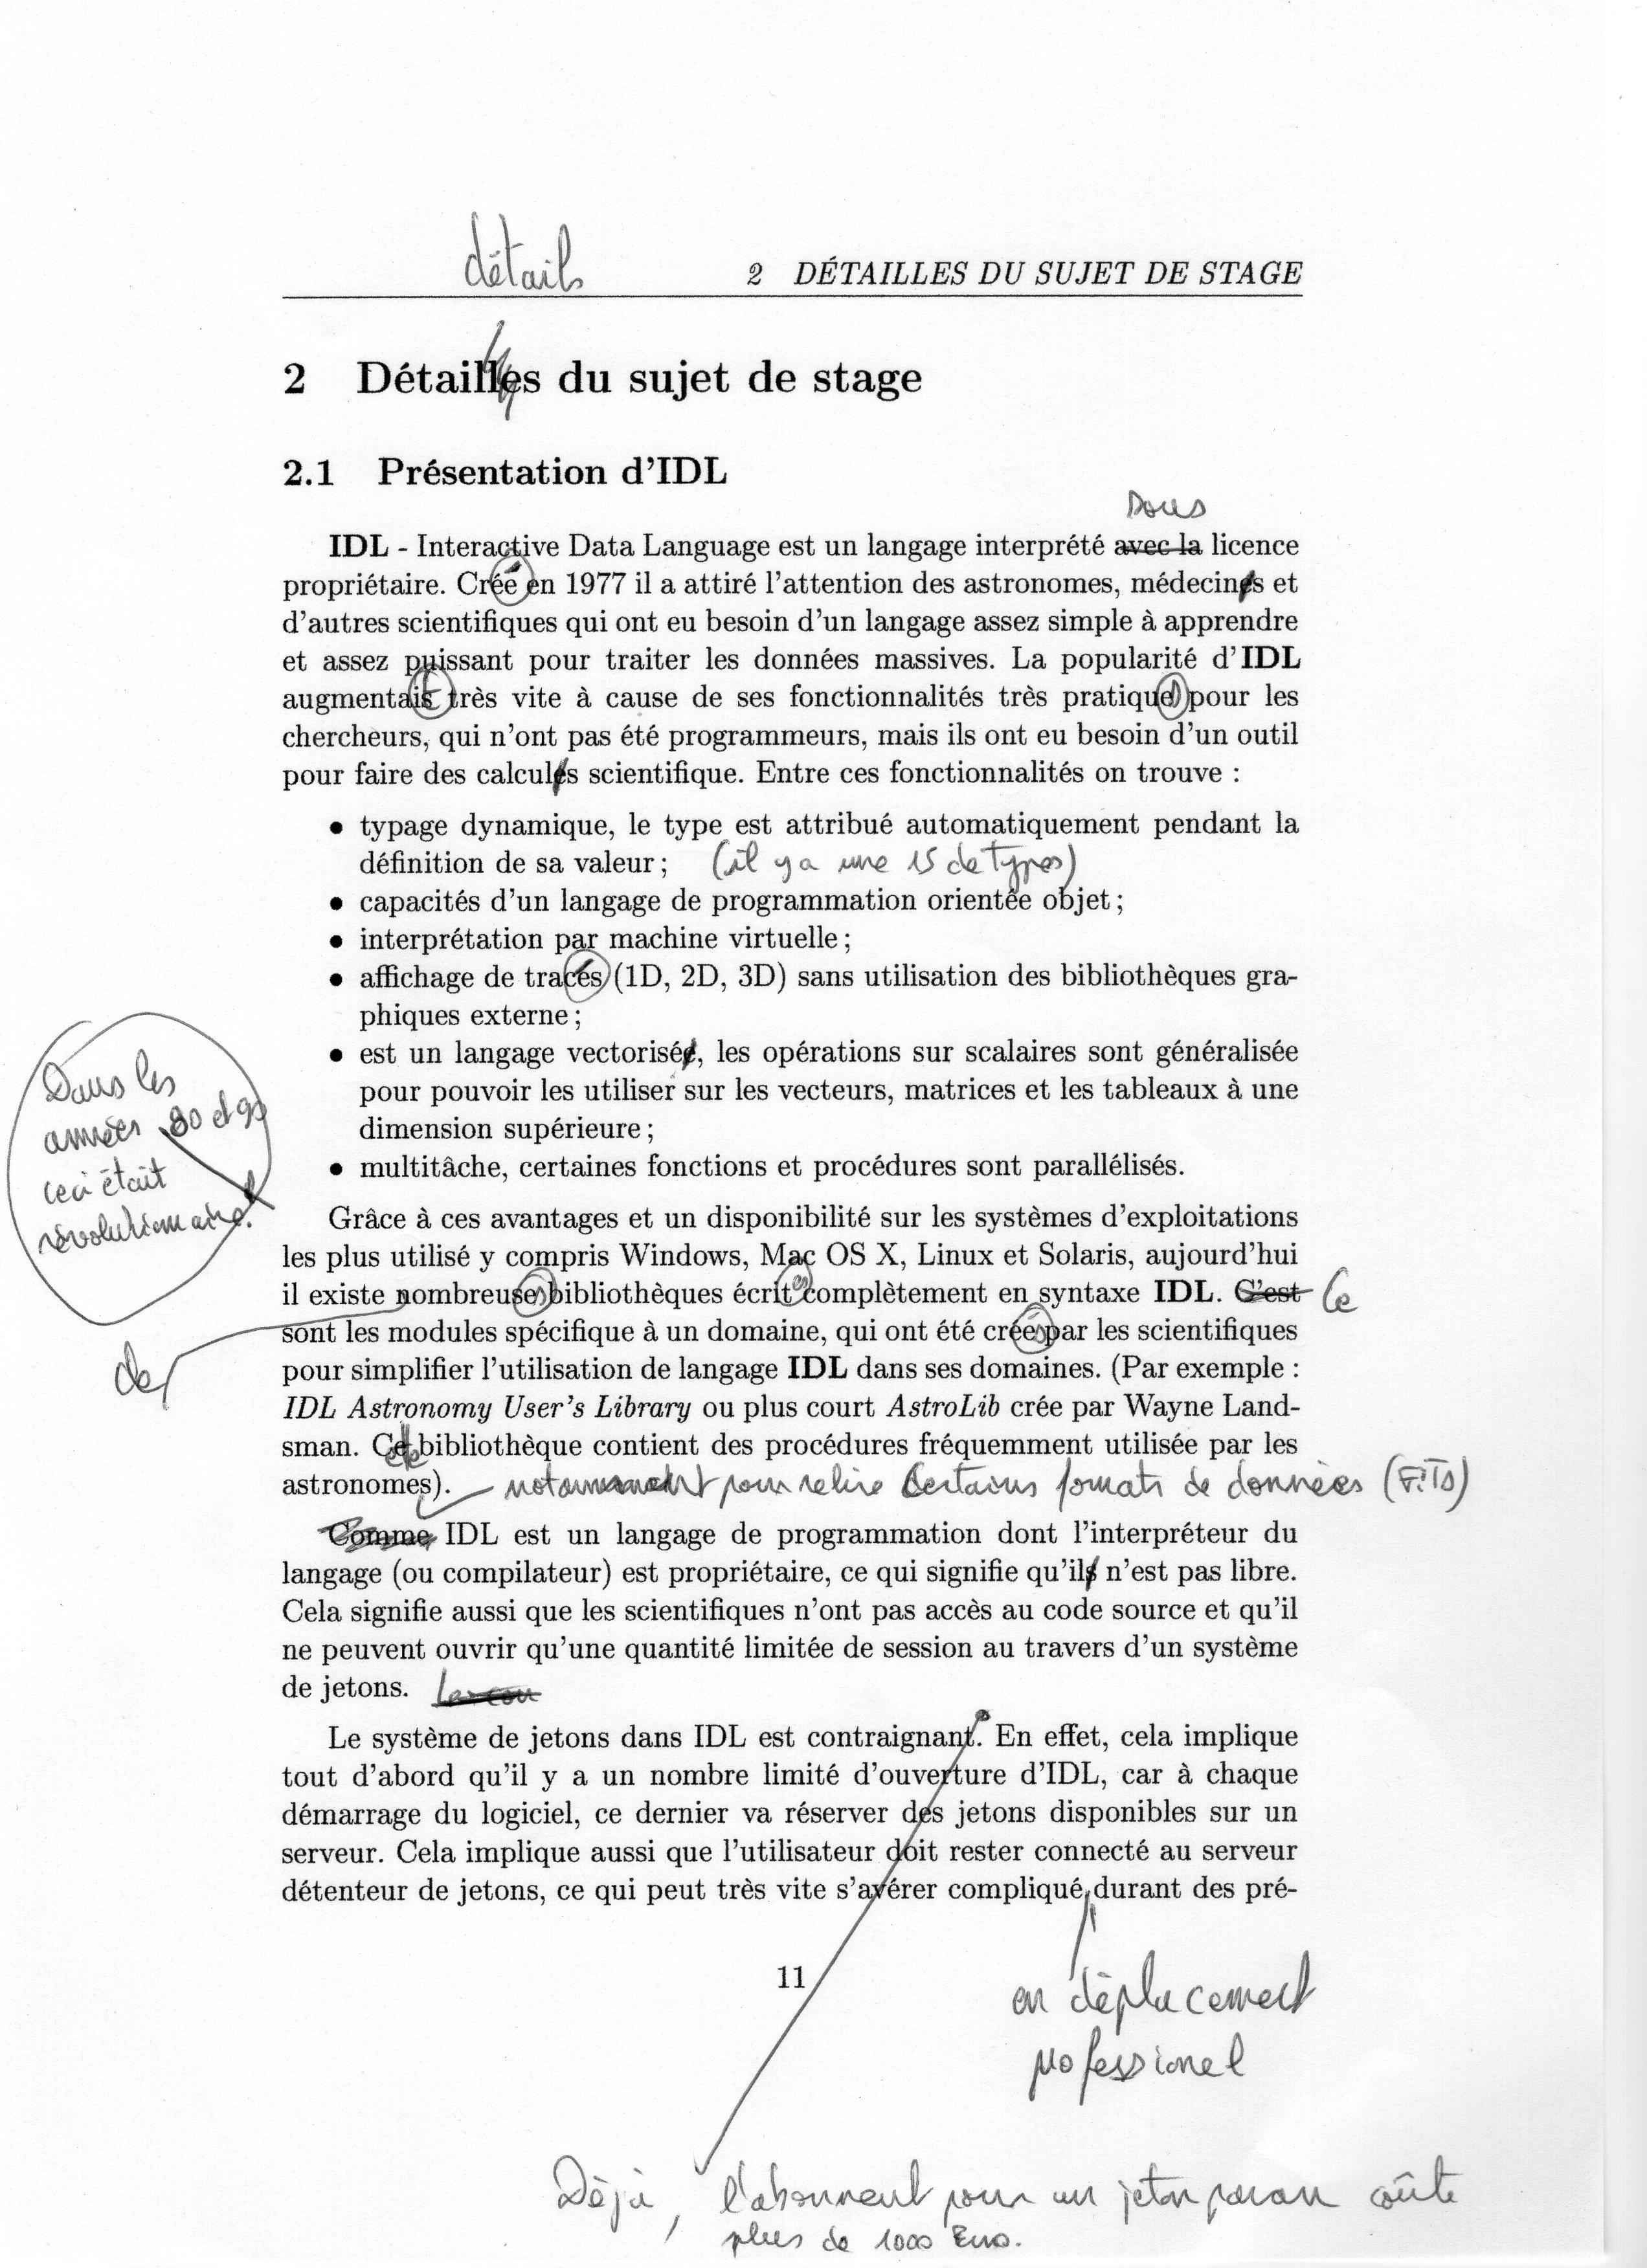 détails
2 DÉTAILLES DU SUJET DE STAGE
2 Détailles du sujet de stage
2.1 Présentation d'IDL
sous
IDL - Interactive Data Language est un langage interprété avec la licence
propriétaire. Créé en 1977 il a attiré l'attention des astronomes, médecines et
d'autres scientifiques qui ont eu besoin d'un langage assez simple à apprendre
et assez puissant pour traiter les données massives. La popularité d'IDL
augmentait très vite à cause de ses fonctionnalités très pratiques pour les
chercheurs, qui n'ont pas été programmeurs, mais ils ont eu besoin d'un outil
pour faire des calcules scientifique. Entre ces fonctionnalités on trouve :
• typage dynamique, le type est attribué automatiquement pendant la
définition de sa valeur ; (il y a une 15 de types)
• capacités d'un langage de programmation orientée objet ;
• interprétation par machine virtuelle ;
• affichage de tracés (1D, 2D, 3D) sans utilisation des bibliothèques gra-
phiques externe ;
• est un langage vectorisée, les opérations sur scalaires sont généralisée
pour pouvoir les utiliser sur les vecteurs, matrices et les tableaux à une
dimension supérieure ;
• multitâche, certaines fonctions et procédures sont parallélisés.
Dans les
années 80 et 90
ceci était
révolutionnaire.
Grâce à ces avantages et un disponibilité sur les systèmes d'exploitations
les plus utilisé y compris Windows, Mac OS X, Linux et Solaris, aujourd'hui
il existe nombreuses bibliothèques écrites complètement en syntaxe IDL. C'est Ce
de
sont les modules spécifique à un domaine, qui ont été créés par les scientifiques
pour simplifier l'utilisation de langage IDL dans ses domaines. (Par exemple :
IDL Astronomy User's Library ou plus court AstroLib crée par Wayne Land-
sman. Cette bibliothèque contient des procédures fréquemment utilisée par les
astronomes). notamment pour relire certains formats de données (FITS)
Comme IDL est un langage de programmation dont l'interpréteur du
langage (ou compilateur) est propriétaire, ce qui signifie qu'ils n'est pas libre.
Cela signifie aussi que les scientifiques n'ont pas accès au code source et qu'il
ne peuvent ouvrir qu'une quantité limitée de session au travers d'un système
de jetons.
Le système de jetons dans IDL est contraignant. En effet, cela implique
tout d'abord qu'il y a un nombre limité d'ouverture d'IDL, car à chaque
démarrage du logiciel, ce dernier va réserver des jetons disponibles sur un
serveur. Cela implique aussi que l'utilisateur doit rester connecté au serveur
détenteur de jetons, ce qui peut très vite s'avérer compliqué durant des pré-
11
en déplacement
professionel
Déjà, l'abonnent pour un jeton par an coûte
plus de 1000 Euro.